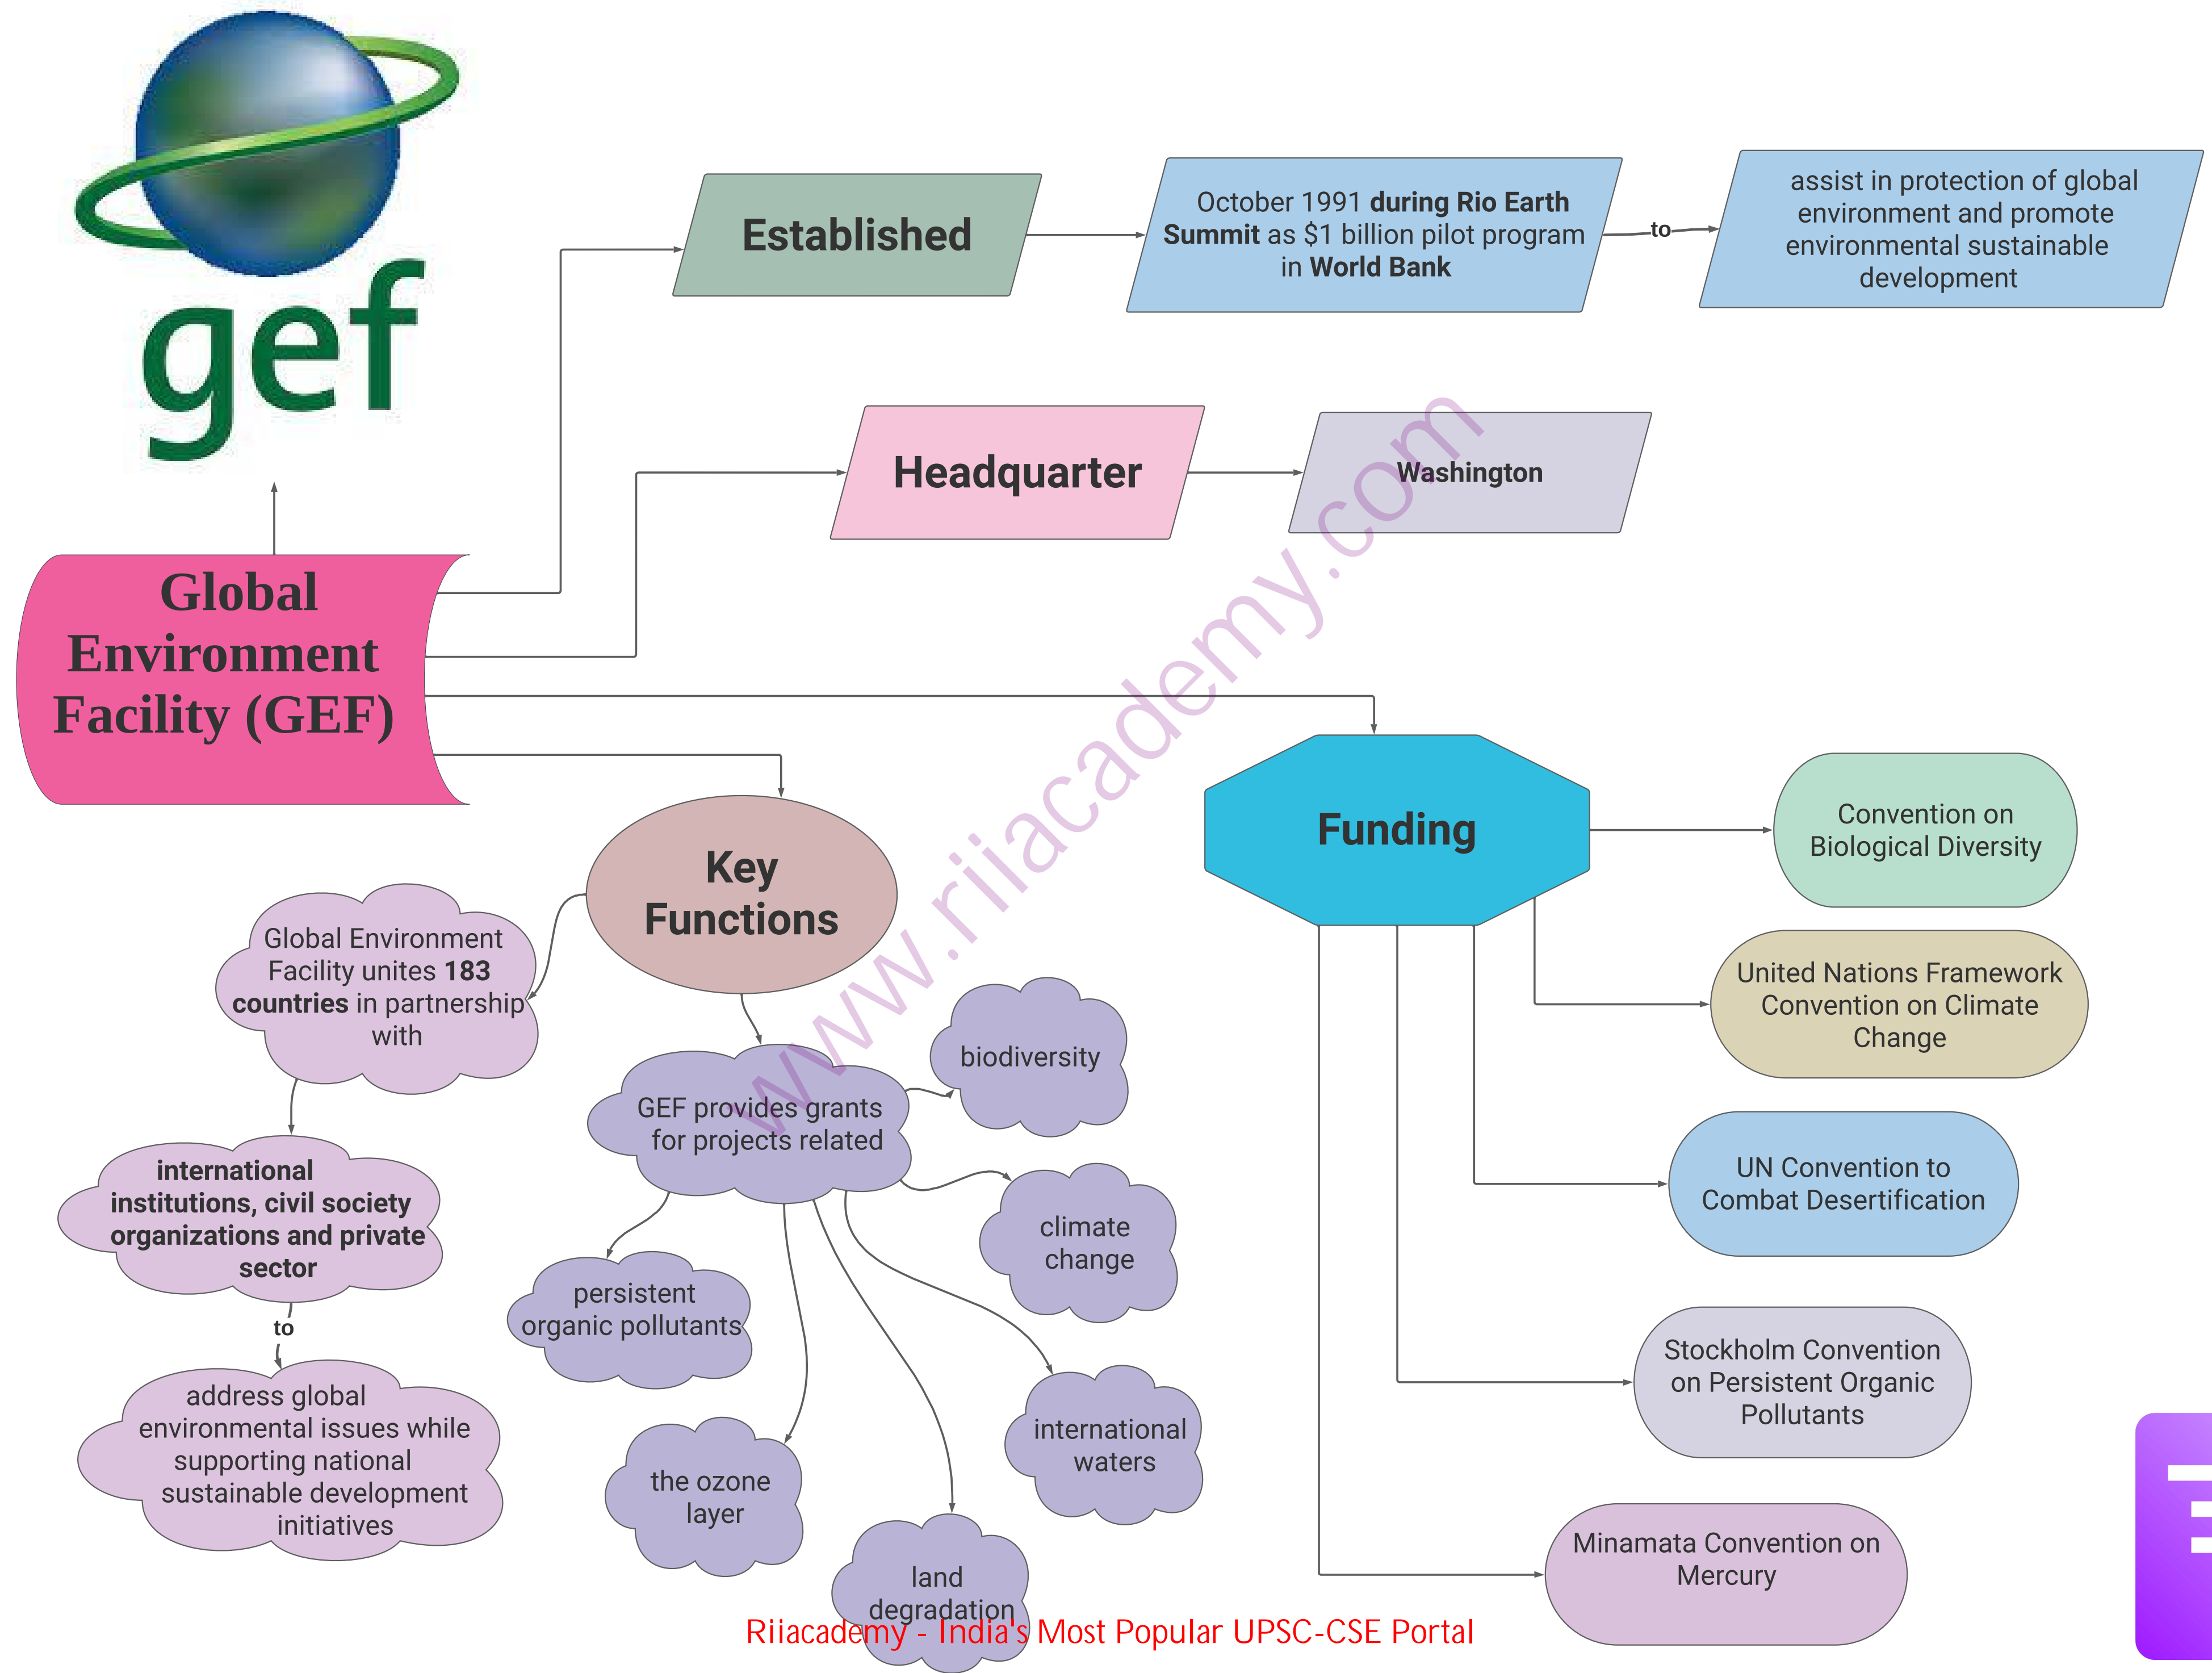 gef
Established
October 1991 during Rio Earth
Summit as $1 billion pilot program
in World Bank
to
assist in protection of global
environment and promote
environmental sustainable
development
Headquarter
Washington
Global
Environment
Facility (GEF)
Key
Functions
Global Environment
Facility unites 183
countries in partnership
with
international
institutions, civil society
organizations and private
sector
to
address global
environmental issues while
supporting national
sustainable development
initiatives
GEF provides grants
for projects related
biodiversity
climate
change
international
waters
land
degradation
the ozone
layer
persistent
organic pollutants
Funding
Convention on
Biological Diversity
United Nations Framework
Convention on Climate
Change
UN Convention to
Combat Desertification
Stockholm Convention
on Persistent Organic
Pollutants
Minamata Convention on
Mercury
www.riiacademy.com
Riiacademy - India's Most Popular UPSC-CSE Portal